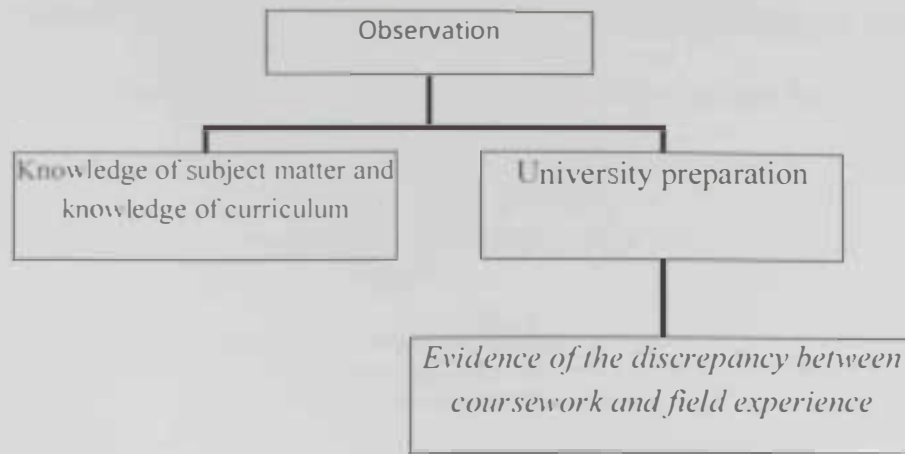 Observation
Knowledge of subject matter and
knowledge of curriculum
University preparation
Evidence of the discrepancy between
coursework and field experience